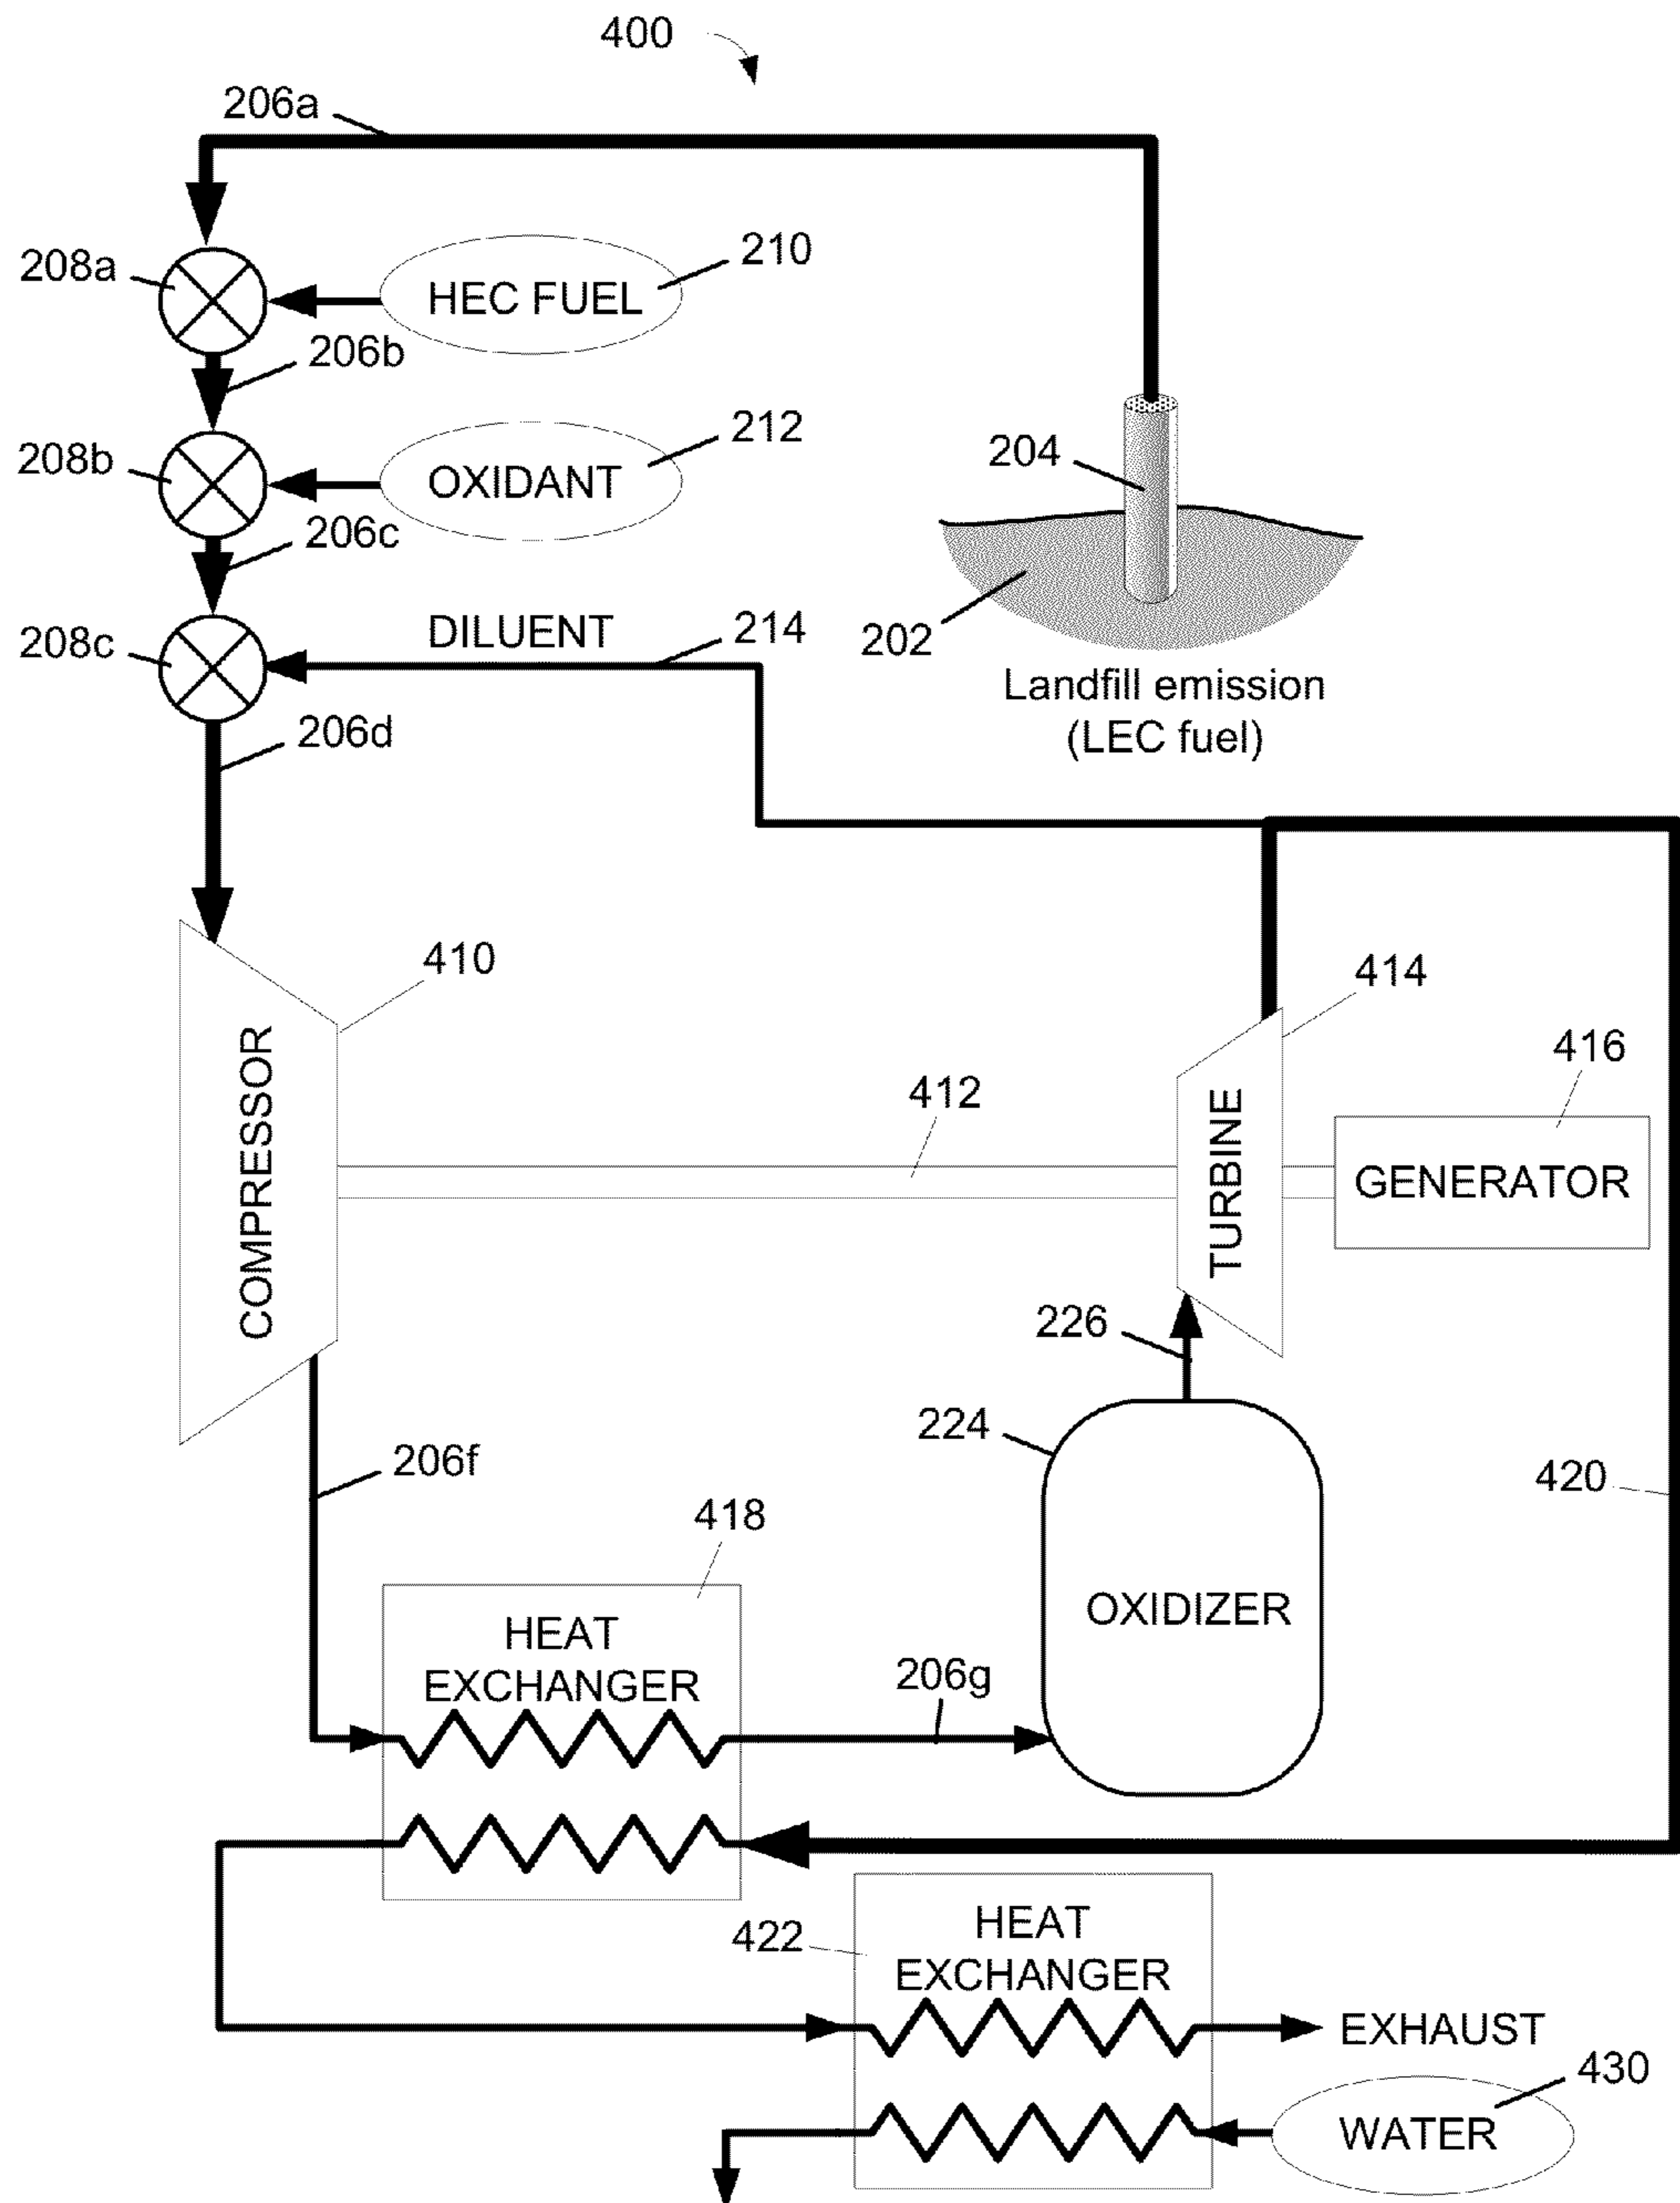 400
206a
208a
HEC FUEL
210
206b
208b
OXIDANT
212
204
206c
208c
DILUENT
214
202
Landfill emission
(LEC fuel)
206d
410
414
416
COMPRESSOR
412
TURBINE
GENERATOR
226
224
206f
420
418
OXIDIZER
HEAT
EXCHANGER
206g
422
HEAT
EXCHANGER
EXHAUST
430
WATER